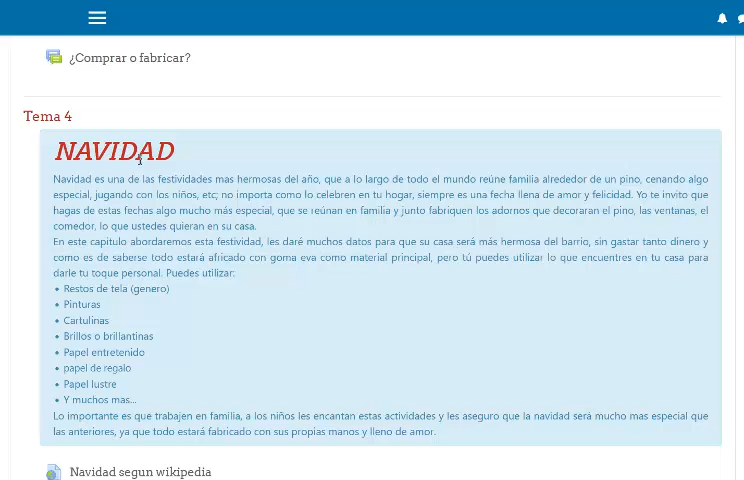 ¿Comprar o fabricar?
Tema 4
NAVIDAD
Navidad es una de las festividades mas hermosas del año, que a lo largo de todo el mundo reúne familia alrededor de un pino, cenando algo
especial, jugando con los niños, etc; no importa como lo celebren en tu hogar, siempre es una fecha llena de amor y felicidad. Yo te invito que
hagas de estas fechas algo mucho más especial, que se reúnan en familia y junto fabriquen los adornos que decoraran el pino, las ventanas, el
comedor, lo que ustedes quieran en su casa.
En este capitulo abordaremos esta festividad, les daré muchos datos para que su casa será más hermosa del barrio, sin gastar tanto dinero y
como es de saberse todo estará africado con goma eva como material principal, pero tú puedes utilizar lo que encuentres en tu casa para
darle tu toque personal. Puedes utilizar:
• Restos de tela (genero)
• Pinturas
• Cartulinas
• Brillos o brillantinas
• Papel entretenido
• papel de regalo
• Papel lustre
• Y muchos mas...
Lo importante es que trabajen en familia, a los niños les encantan estas actividades y les aseguro que la navidad será mucho mas especial que
las anteriores, ya que todo estará fabricado con sus propias manos y lleno de amor.
Navidad segun wikipedia